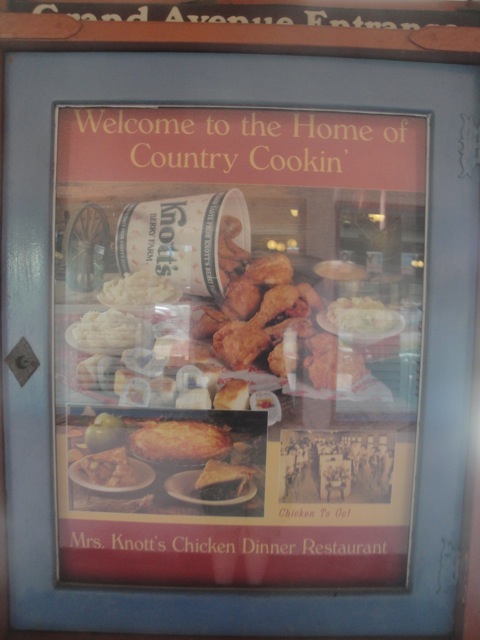 Grand Avenue Entrance
Welcome to the Home of
Country Cookin'
Knott's
BERRY FARM
Chicken To Go!
Mrs. Knott's Chicken Dinner Restaurant